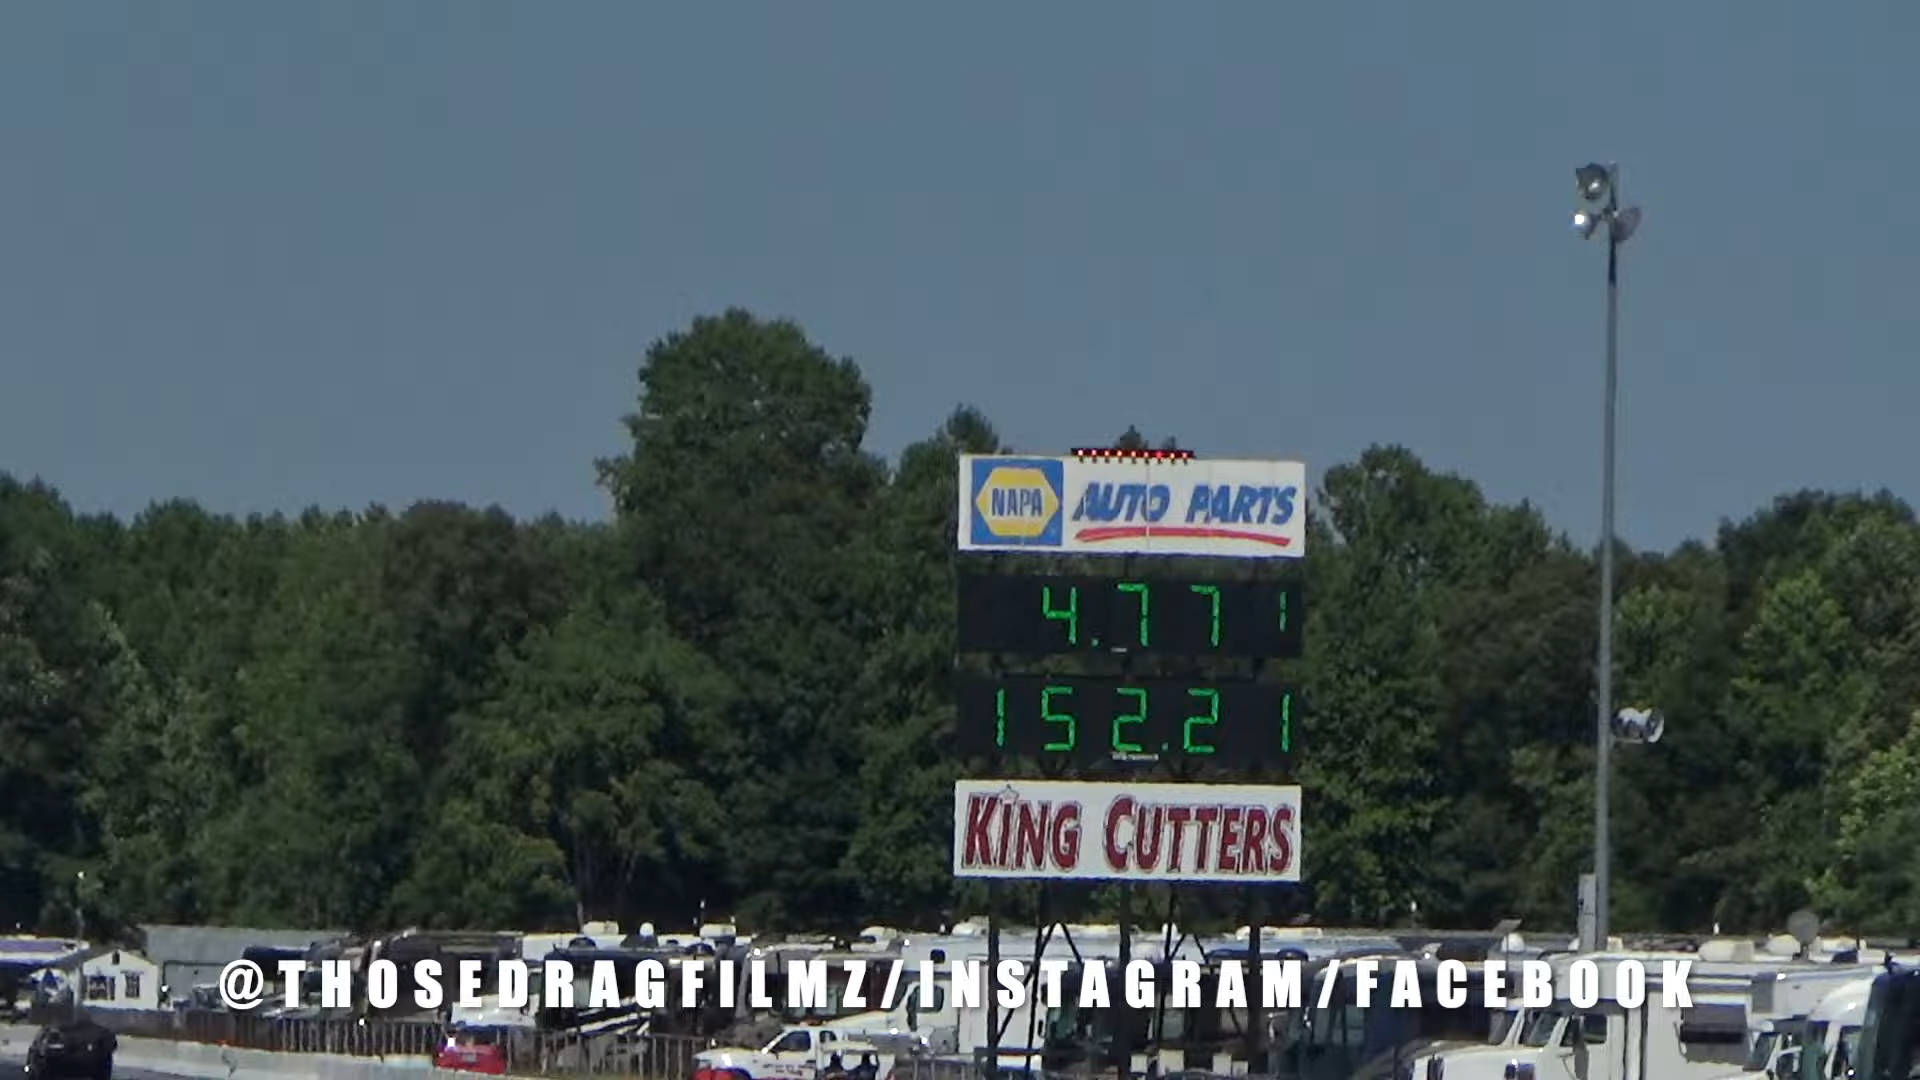 NAPA AUTO PARTS
4.771
152.21
KING CUTTERS
@THOSEDRAGFILMZ/INSTAGRAM/FACEBOOK